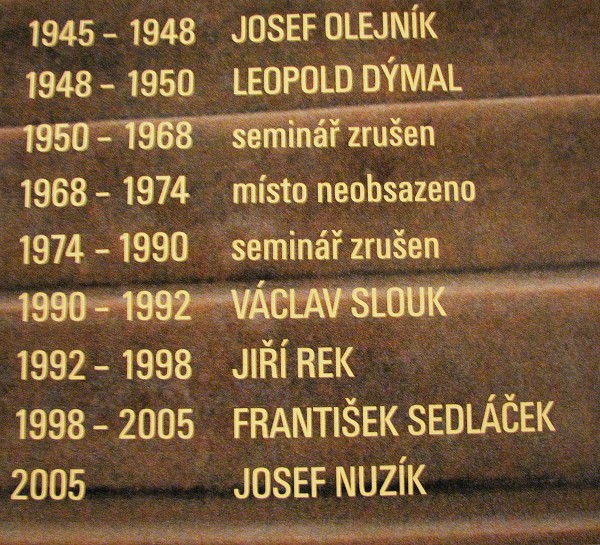 1945 – 1948 JOSEF OLEJNÍK
1948 – 1950 LEOPOLD DÝMAL
1950 – 1968 seminář zrušen
1968 – 1974 místo neobsazeno
1974 – 1990 seminář zrušen
1990 – 1992 VÁCLAV SLOUK
1992 – 1998 JIŘÍ REK
1998 – 2005 FRANTIŠEK SEDLÁČEK
2005 JOSEF NUZÍK